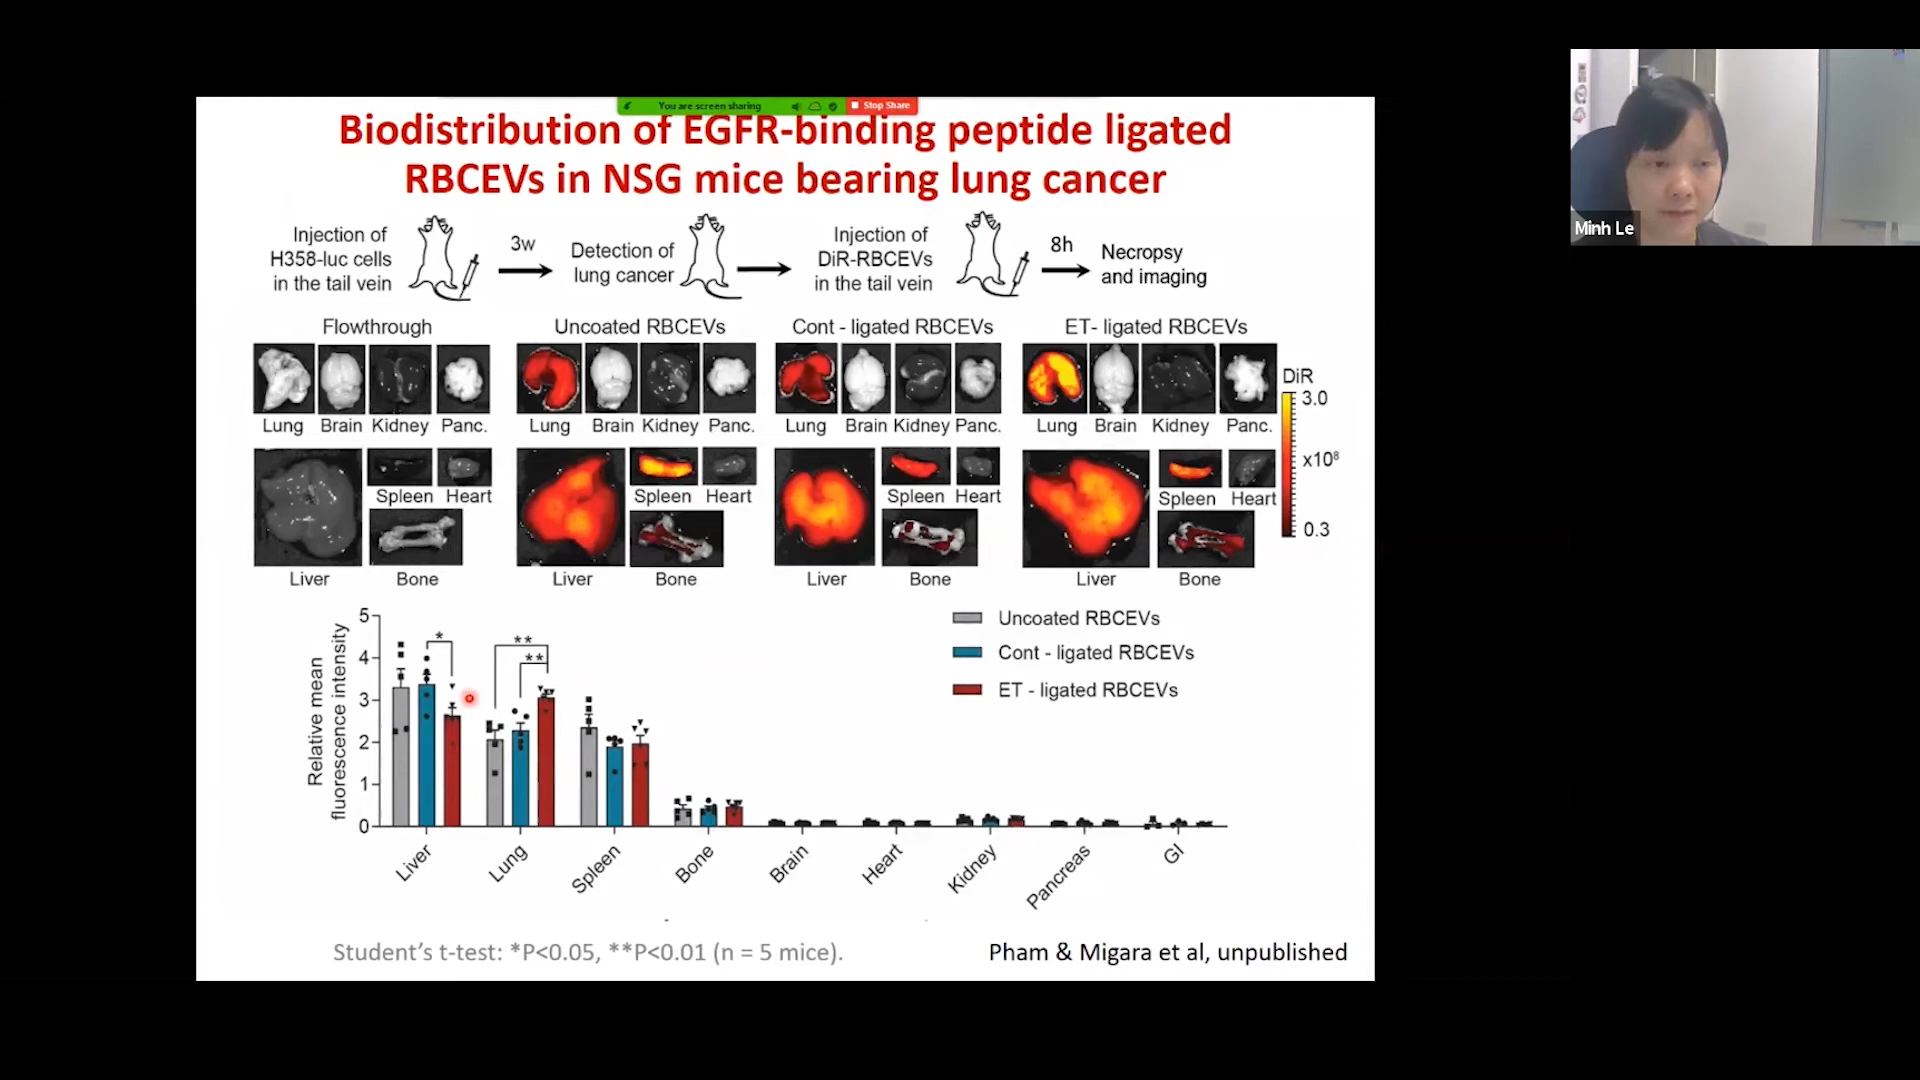 You are screen sharing
Stop Share
Minh Le
Biodistribution of EGFR-binding peptide ligated
RBCEVs in NSG mice bearing lung cancer
Injection of
H358-luc cells
in the tail vein
3w
Detection of
lung cancer
Injection of
DiR-RBCEVs
in the tail vein
8h
Necropsy
and imaging
Flowthrough
Uncoated RBCEVs
Cont - ligated RBCEVs
ET- ligated RBCEVs
Lung Brain Kidney Panc.
Lung Brain Kidney Panc.
Lung Brain Kidney Panc.
Lung Brain Kidney Panc.
Spleen Heart
Spleen Heart
Spleen Heart
Spleen Heart
Liver Bone
Liver Bone
Liver Bone
Liver Bone
DiR
3.0
x10⁸
0.3
Relative mean
fluorescence intensity
5
4
3
2
1
0
*
**
**
Uncoated RBCEVs
Cont - ligated RBCEVs
ET - ligated RBCEVs
Liver
Lung
Spleen
Bone
Brain
Heart
Kidney
Pancreas
GI
Student's t-test: *P<0.05, **P<0.01 (n = 5 mice).
Pham & Migara et al, unpublished